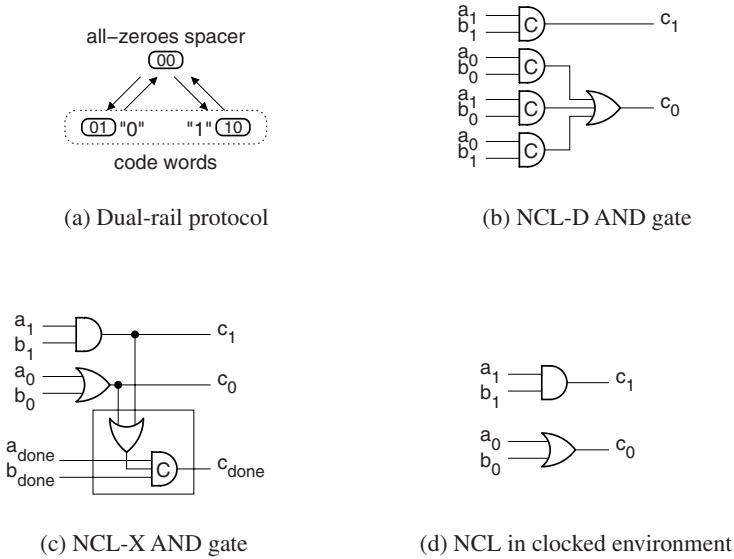 all−zeroes spacer
00
01 "0" "1" 10
code words
(a) Dual-rail protocol
a1
b1
C
c1
a0
b0
C
a1
b0
C
c0
a0
b1
C
(b) NCL-D AND gate
a1
b1
c1
a0
b0
c0
adone
bdone
C
cdone
(c) NCL-X AND gate
a1
b1
c1
a0
b0
c0
(d) NCL in clocked environment